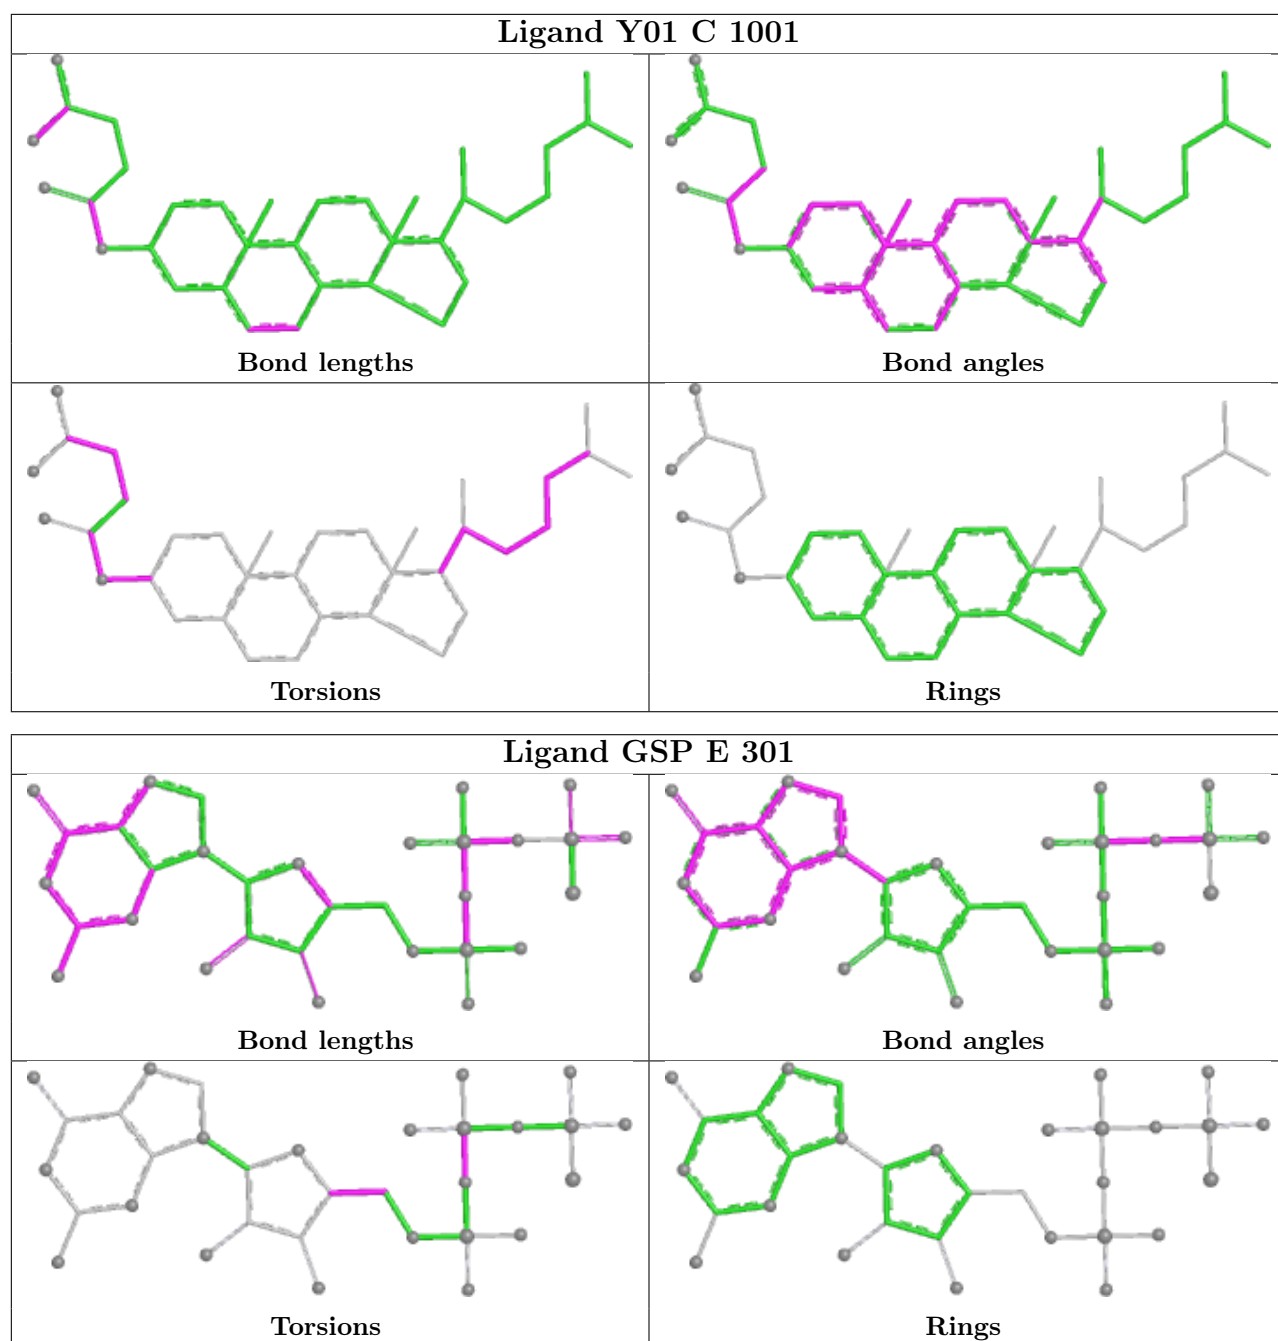 Ligand Y01 C 1001
Bond lengths
Bond angles
Torsions
Rings
Ligand GSP E 301
Bond lengths
Bond angles
Torsions
Rings